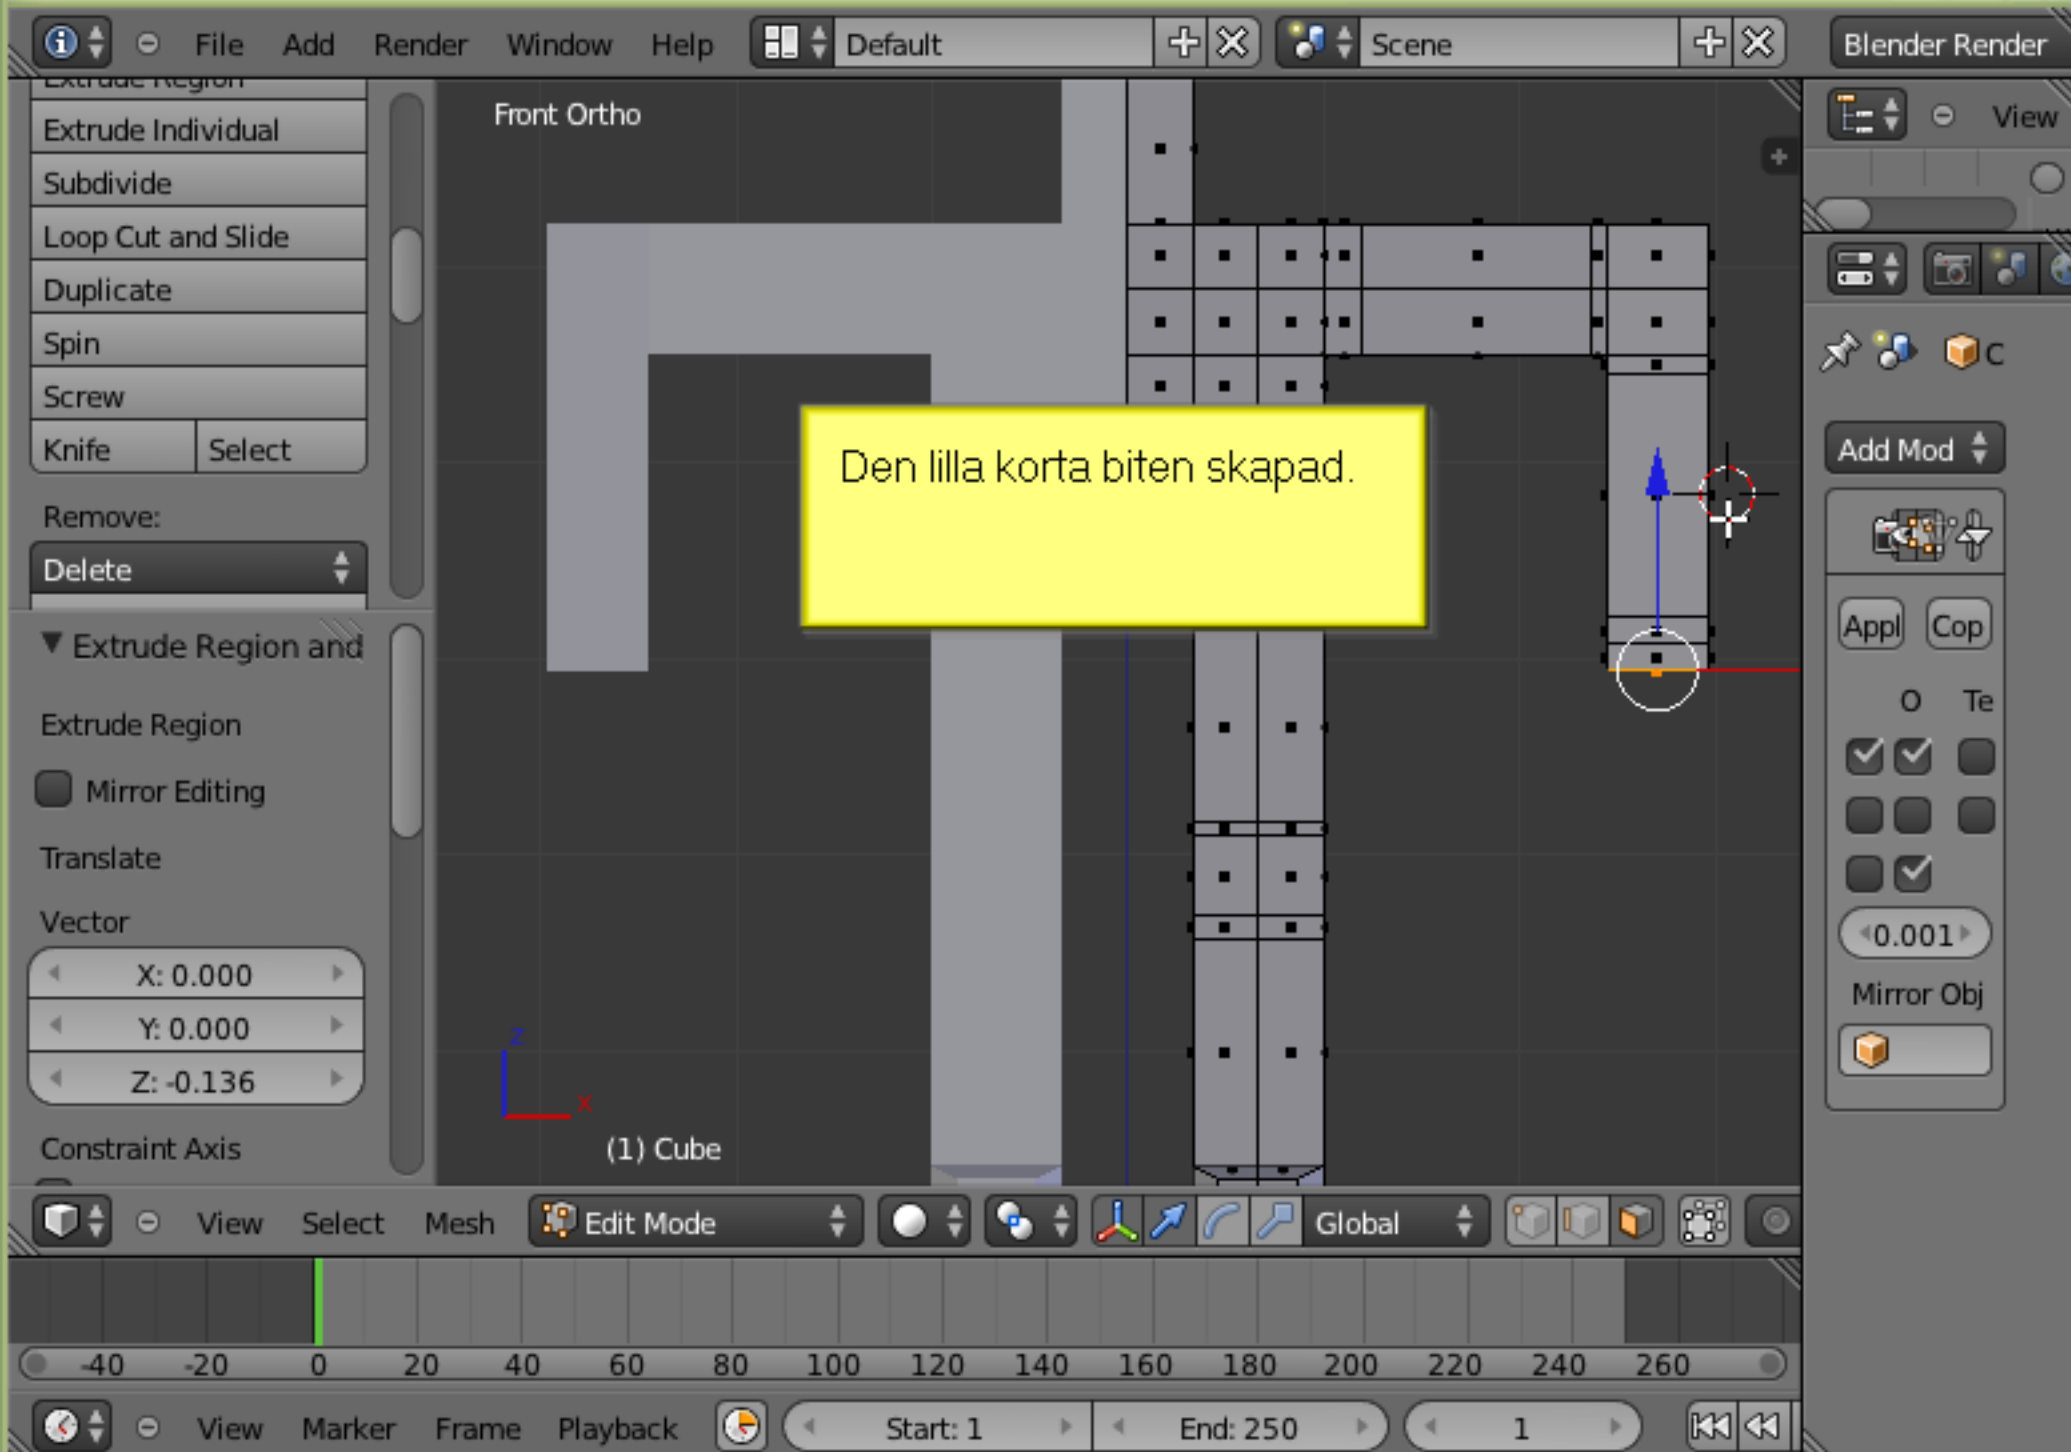 File Add Render Window Help Default Scene Blender Render
Extrude Region
Extrude Individual
Subdivide
Loop Cut and Slide
Duplicate
Spin
Screw
Knife Select
Remove:
Delete
Extrude Region and
Extrude Region
Mirror Editing
Translate
Vector
X: 0.000
Y: 0.000
Z: -0.136
Constraint Axis
Front Ortho
Den lilla korta biten skapad.
z
x
(1) Cube
View
C
Add Mod
Appl Cop
O Te
0.001
Mirror Obj
View Select Mesh Edit Mode Global
-40 -20 0 20 40 60 80 100 120 140 160 180 200 220 240 260
View Marker Frame Playback Start: 1 End: 250 1